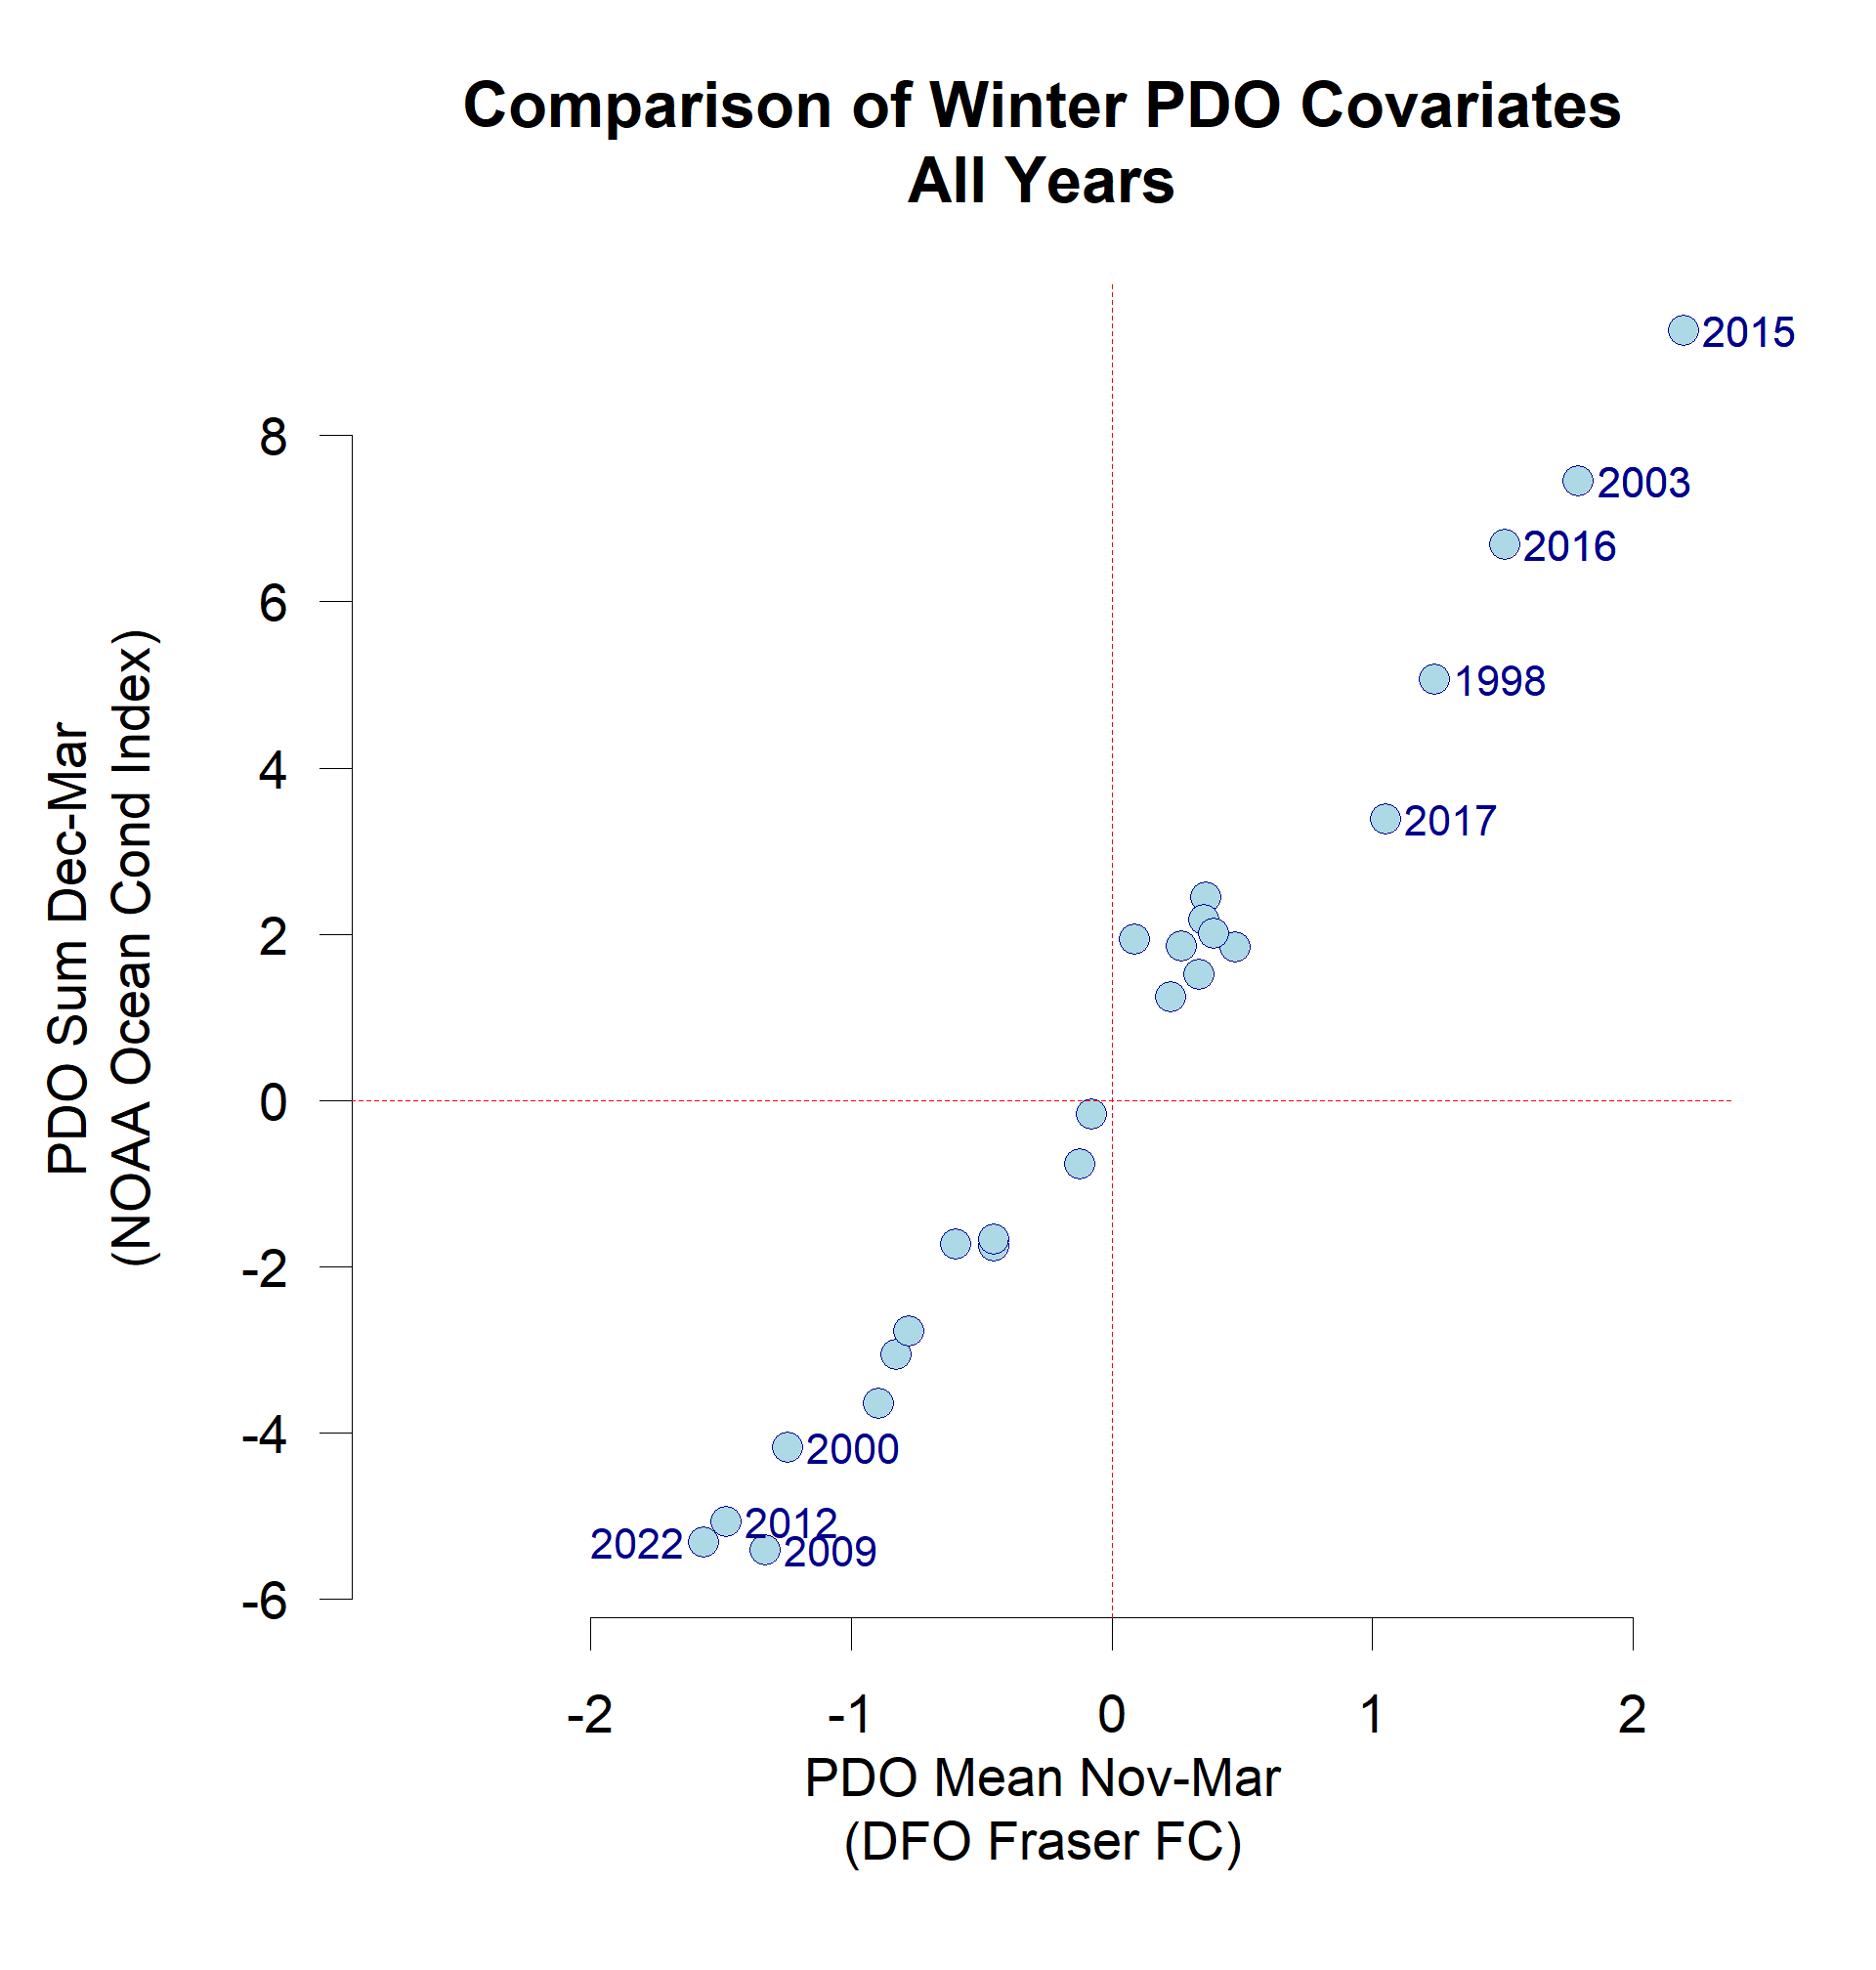 Comparison of Winter PDO Covariates
All Years
2015
8
2003
2016
6
1998
4
2017
2
0
-2
-4
2000
2012
2022
2009
-6
PDO Sum Dec-Mar
(NOAA Ocean Cond Index)
-2 -1 0 1 2
PDO Mean Nov-Mar
(DFO Fraser FC)